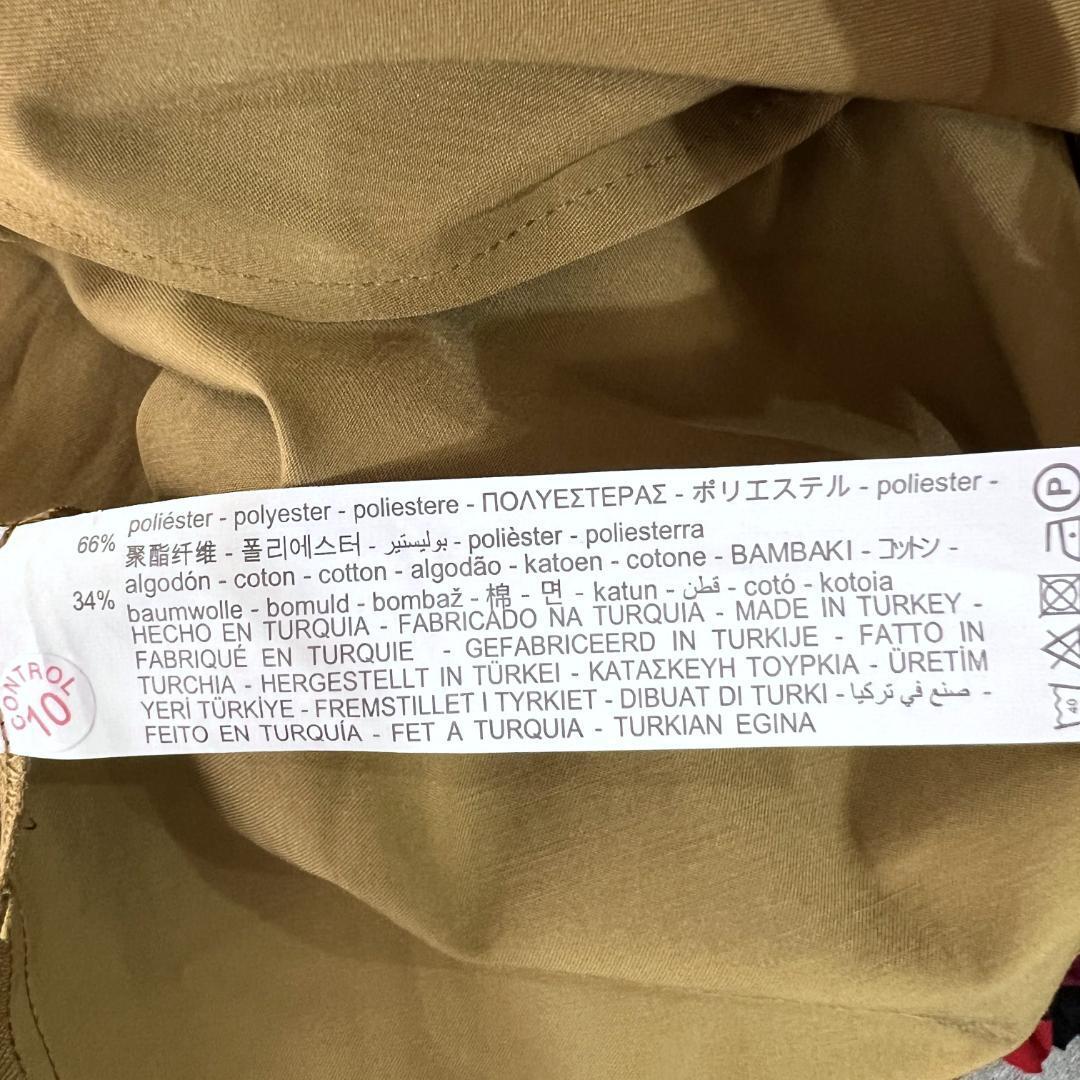 66% poliéster - polyester - poliestere - ΠΟΛΥΕΣΤΕΡΑΣ - ポリエステル - poliester -
聚酯纤维 - 폴리에스터 - بوليستير - polièster - poliesterra
34% algodón - coton - cotton - algodão - katoen - cotone - BAMBAKI - コットン -
baumwolle - bomuld - bombaž - 棉 - 면 - katun - قطن - cotó - kotoia
HECHO EN TURQUIA - FABRICADO NA TURQUIA - MADE IN TURKEY -
FABRIQUÉ EN TURQUIE - GEFABRICEERD IN TURKIJE - FATTO IN
TURCHIA - HERGESTELLT IN TÜRKEI - ΚΑΤΑΣΚΕΥΗ ΤΟΥΡΚΙΑ - ÜRETİM
YERİ TÜRKİYE - FREMSTILLET I TYRKIET - DIBUAT DI TURKI - صنع في تركيا -
FEITO EN TURQUÍA - FET A TURQUIA - TURKIAN EGINA
CONTROL
10
P
40